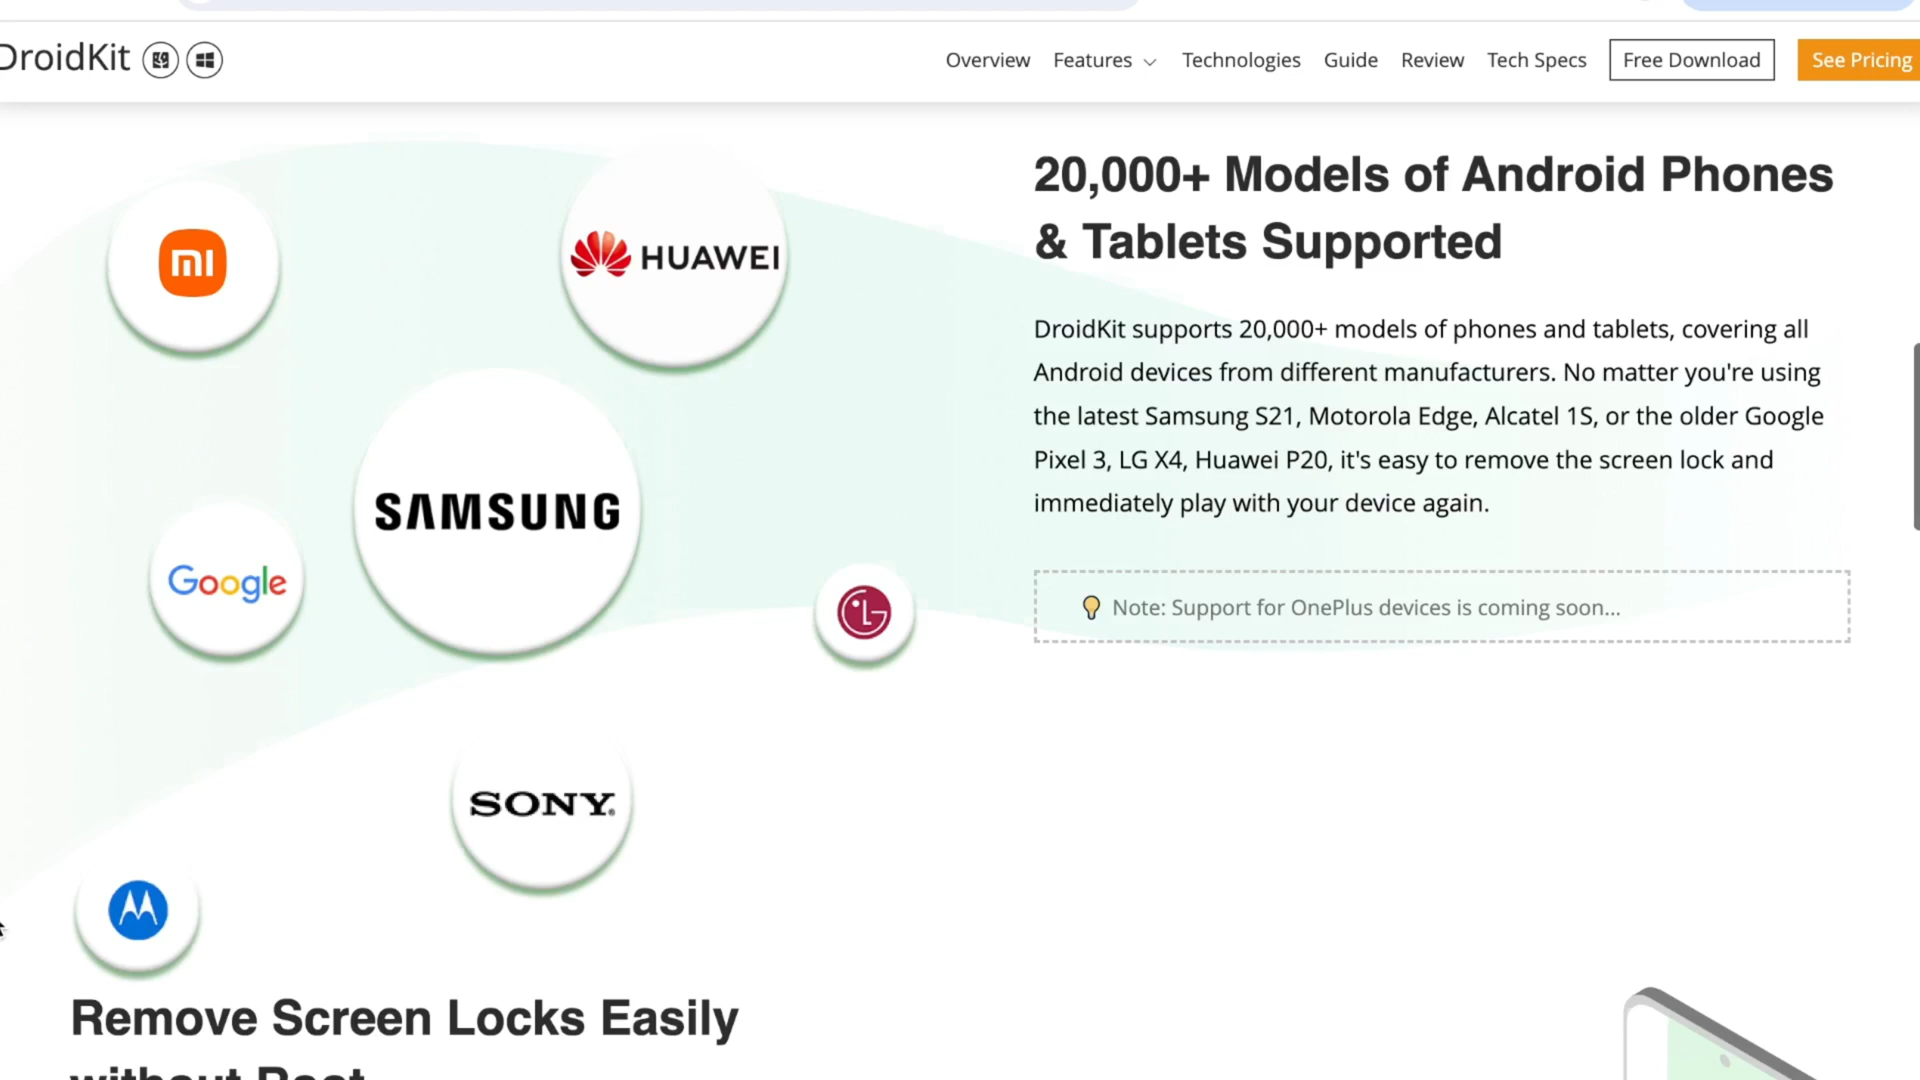 DroidKit
Overview Features Technologies Guide Review Tech Specs Free Download See Pricing
mi
HUAWEI
SAMSUNG
Google
LG
SONY
20,000+ Models of Android Phones
& Tablets Supported
DroidKit supports 20,000+ models of phones and tablets, covering all
Android devices from different manufacturers. No matter you're using
the latest Samsung S21, Motorola Edge, Alcatel 1S, or the older Google
Pixel 3, LG X4, Huawei P20, it's easy to remove the screen lock and
immediately play with your device again.
Note: Support for OnePlus devices is coming soon...
Remove Screen Locks Easily
without Root